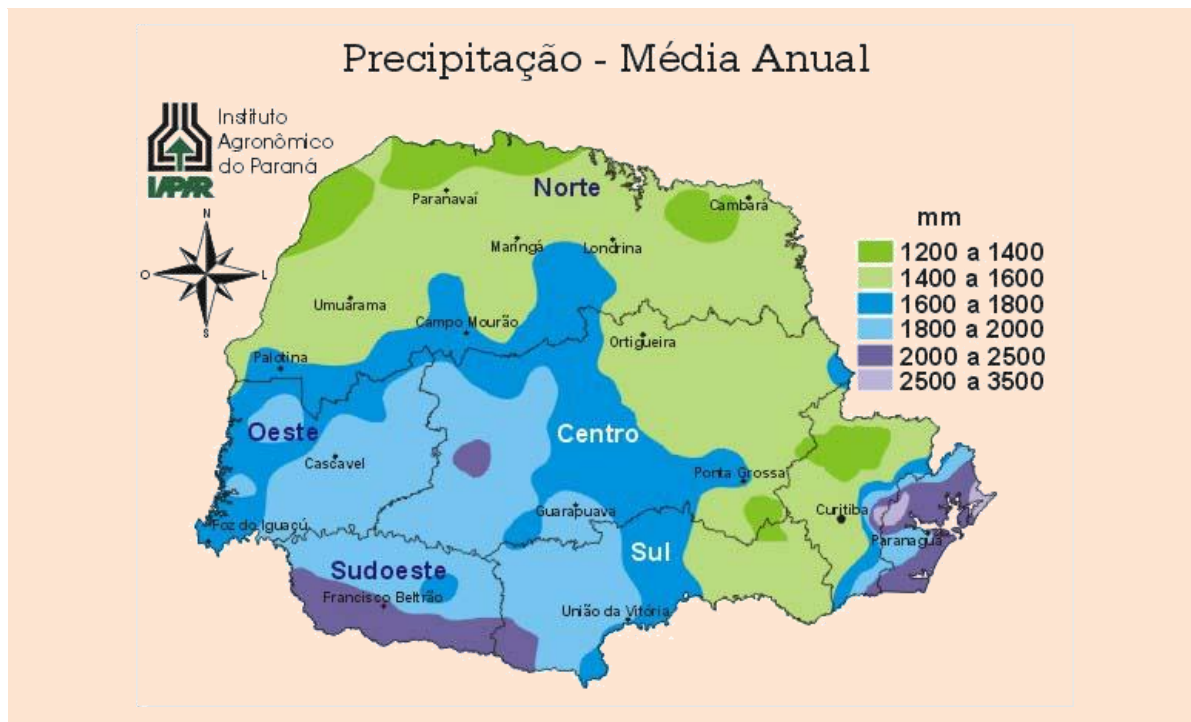 Precipitação - Média Anual
Instituto
Agronômico
do Paraná
IAPAR
N
O
L
S
Norte
Paranavaí
Cambará
Maringá
Londrina
Umuarama
Campo Mourão
Ortigueira
Palotina
Oeste
Centro
Cascavel
Ponta Grossa
Guarapuava
Curitiba
Foz do Iguaçú
Paranaguá
Sul
Sudoeste
Francisco Beltrão
União da Vitória
mm
1200 a 1400
1400 a 1600
1600 a 1800
1800 a 2000
2000 a 2500
2500 a 3500